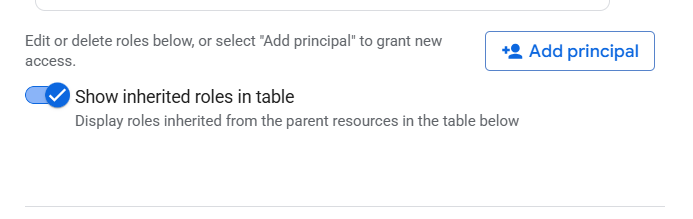 Edit or delete roles below, or select "Add principal" to grant new
access.
Add principal
Show inherited roles in table
Display roles inherited from the parent resources in the table below